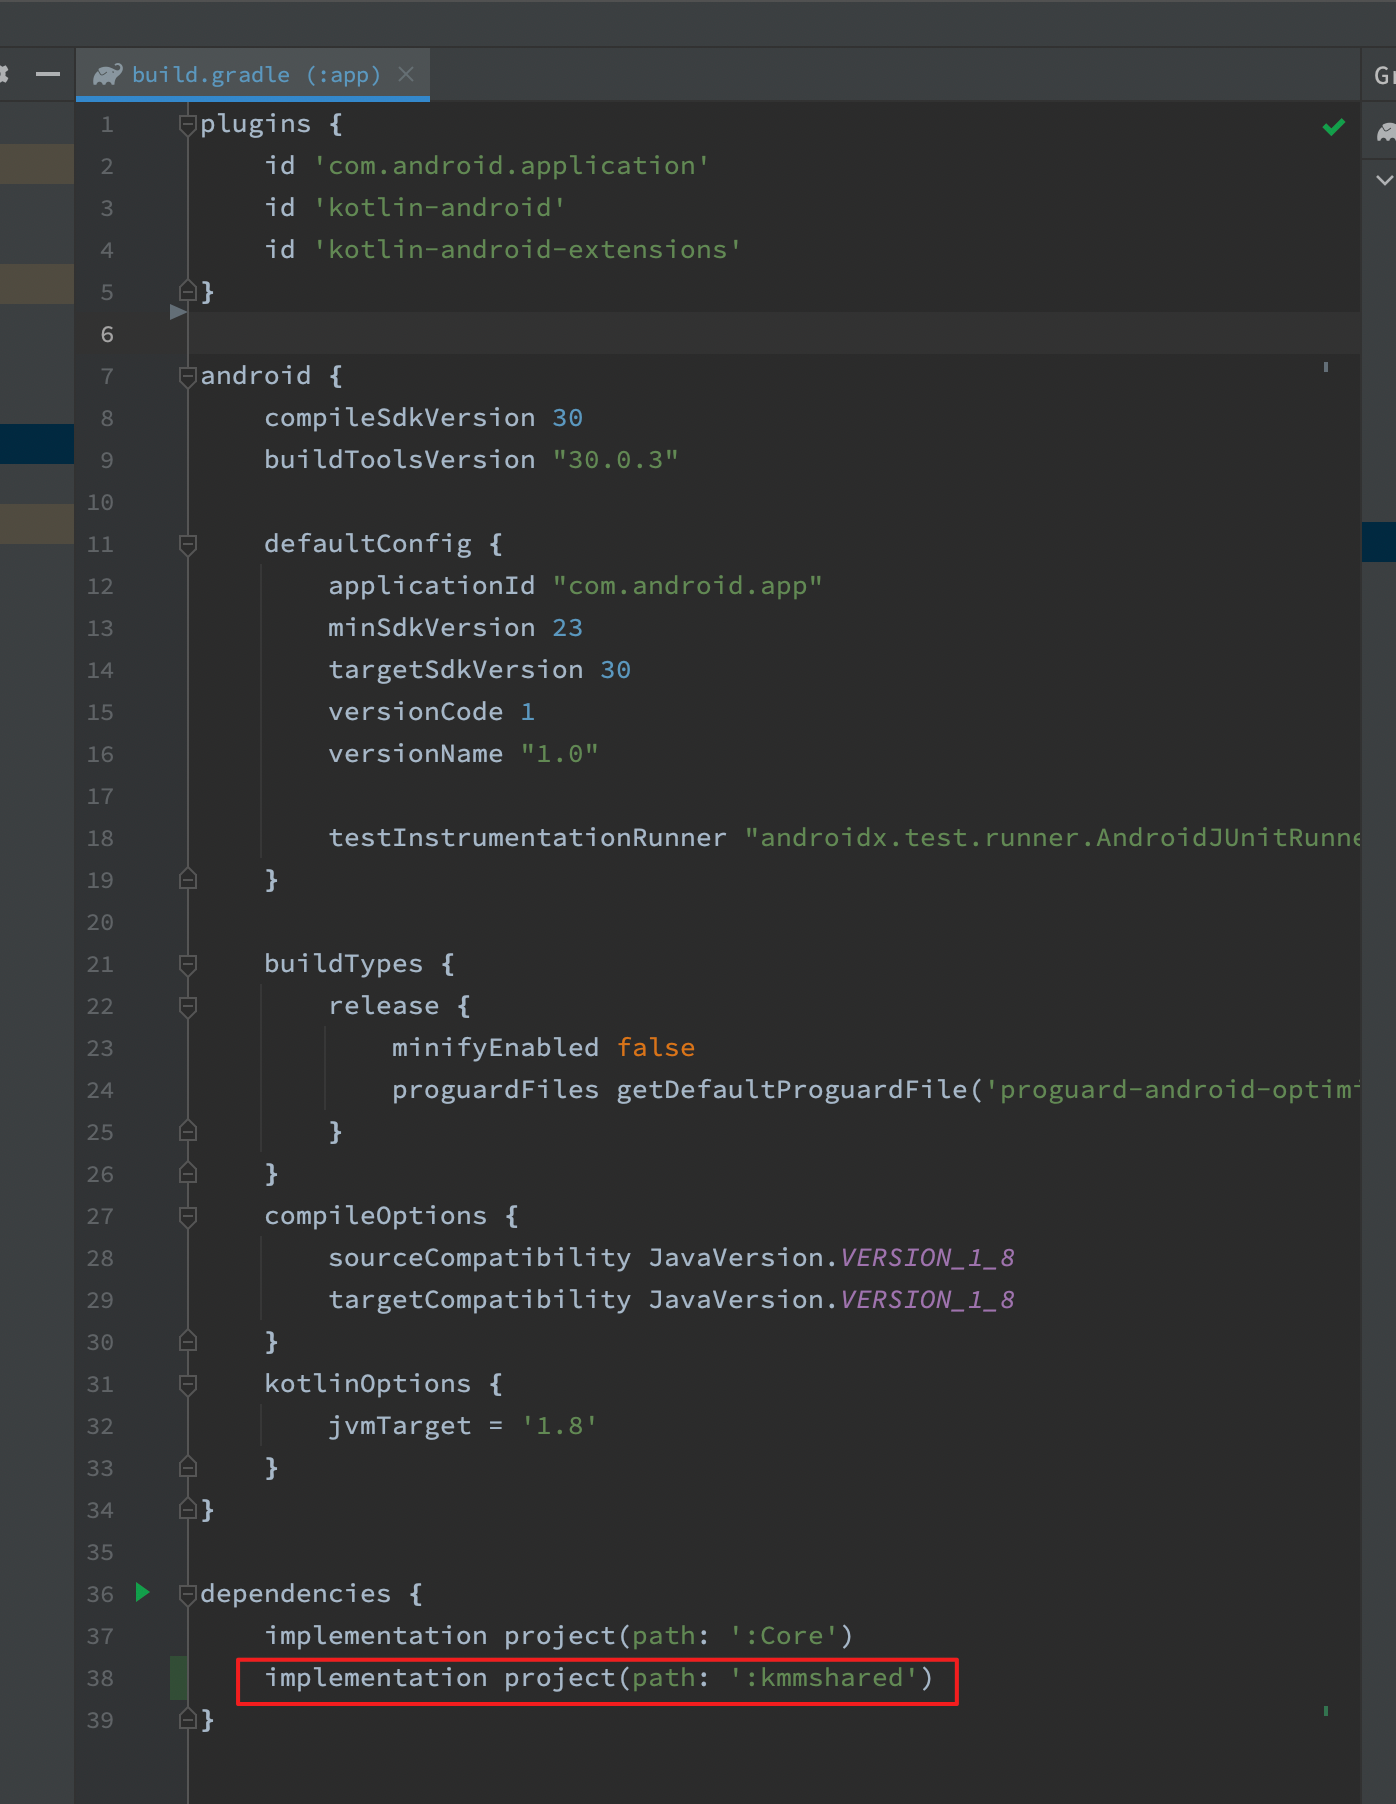 build.gradle (:app)
Gr
1 plugins {
2 id 'com.android.application'
3 id 'kotlin-android'
4 id 'kotlin-android-extensions'
5 }
6
7 android {
8 compileSdkVersion 30
9 buildToolsVersion "30.0.3"
10
11 defaultConfig {
12 applicationId "com.android.app"
13 minSdkVersion 23
14 targetSdkVersion 30
15 versionCode 1
16 versionName "1.0"
17
18 testInstrumentationRunner "androidx.test.runner.AndroidJUnitRunne
19 }
20
21 buildTypes {
22 release {
23 minifyEnabled false
24 proguardFiles getDefaultProguardFile('proguard-android-optimi
25 }
26 }
27 compileOptions {
28 sourceCompatibility JavaVersion.VERSION_1_8
29 targetCompatibility JavaVersion.VERSION_1_8
30 }
31 kotlinOptions {
32 jvmTarget = '1.8'
33 }
34 }
35
36 dependencies {
37 implementation project(path: ':Core')
38 implementation project(path: ':kmmshared')
39 }